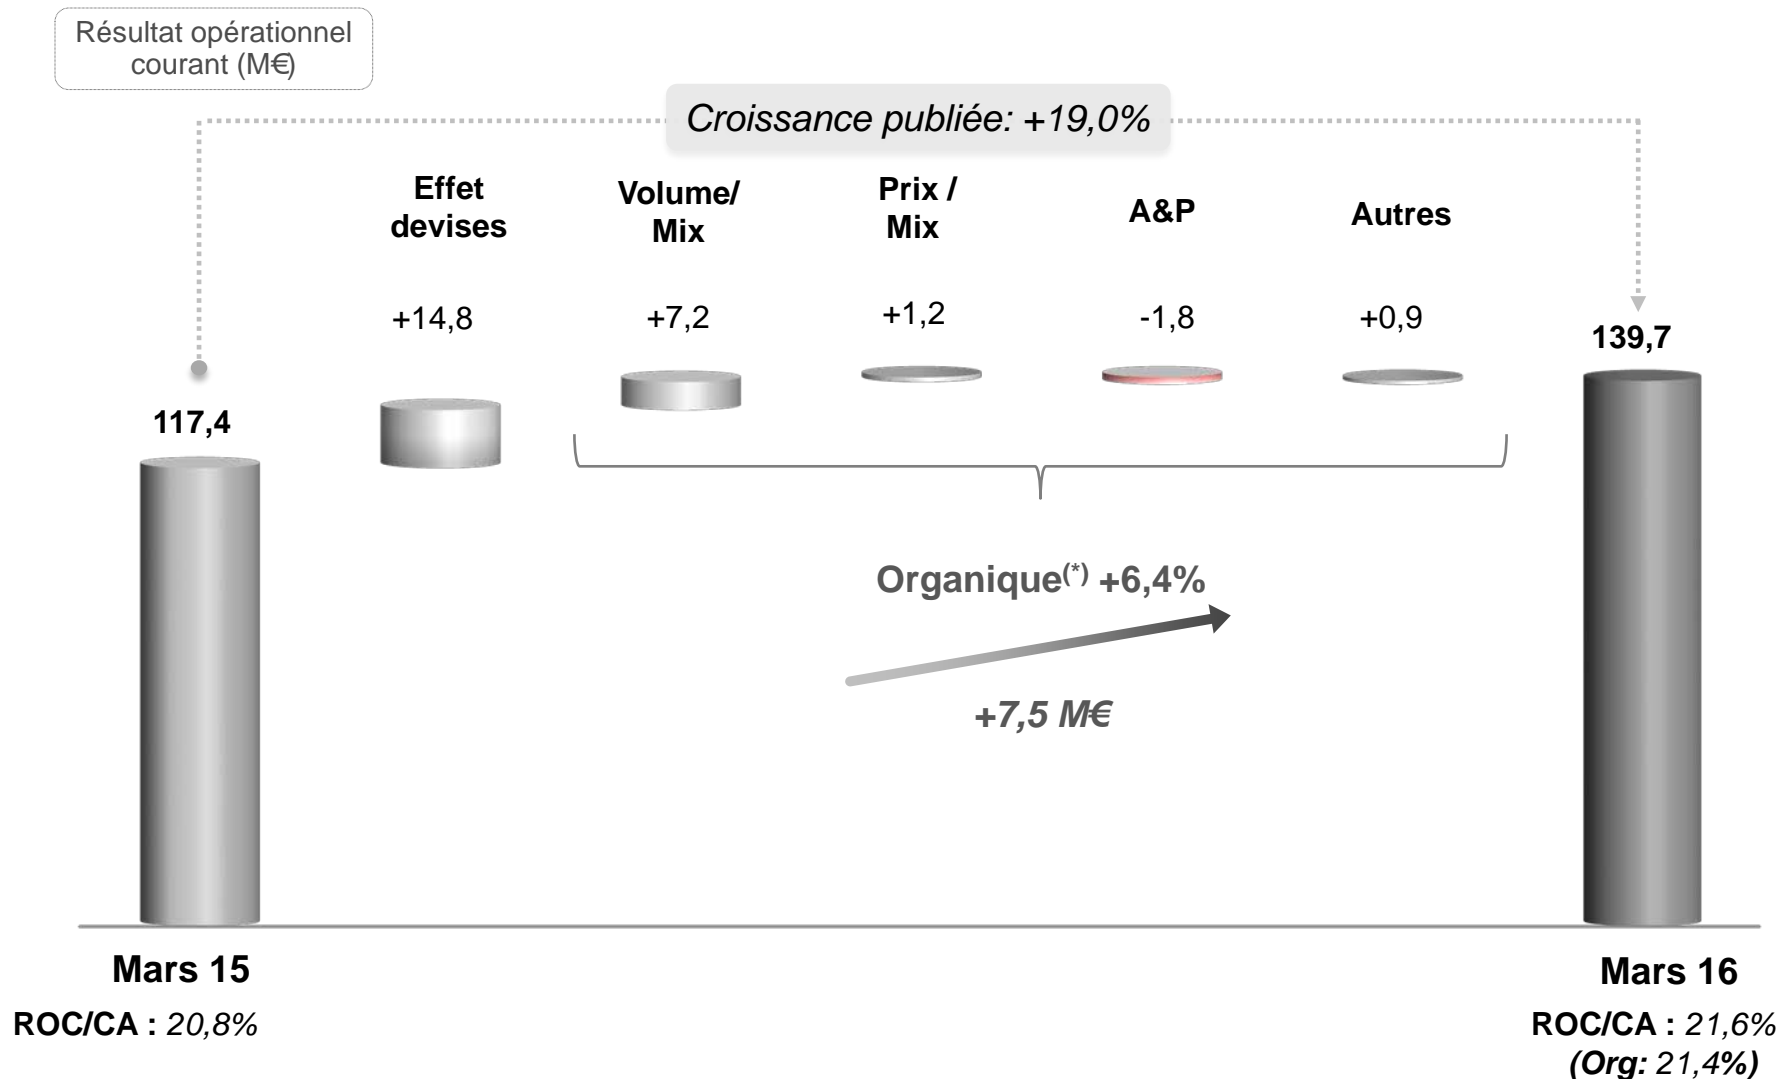 Résultat opérationnel
courant (M€)
Croissance publiée: +19,0%
Effet
devises
Volume/
Mix
Prix /
Mix
A&P
Autres
+14,8
+7,2
+1,2
-1,8
+0,9
139,7
117,4
Organique(*) +6,4%
+7,5 M€
Mars 15
Mars 16
ROC/CA : 20,8%
ROC/CA : 21,6%
(Org: 21,4%)